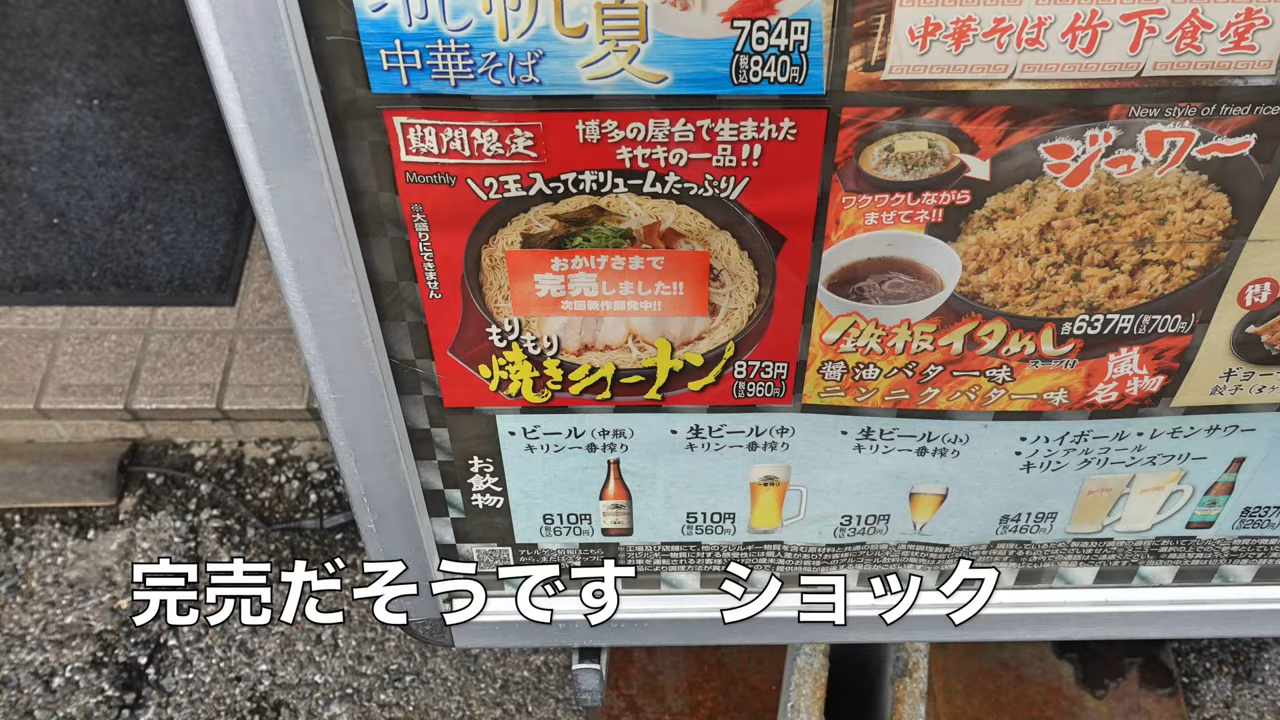 夏
中華そば
764円
(税込840円)
中華そば 竹下食堂
期間限定
Monthly
博多の屋台で生まれた
キセキの一品!!
\2玉入ってボリュームたっぷり/
※大盛りにできません
おかげさまで
完売しました!!
次回新作開発中!!
もりもり
焼きラーメン
873円
(税込960円)
New style of fried rice
ジュワー
ワクワクしながら
まぜてネ!!
鉄板イタめし
スープ付
各637円(税込700円)
醤油バター味
ニンニクバター味
嵐
名物
得
お飲物
・ビール(中瓶)
キリン一番搾り
610円
(税込670円)
・生ビール(中)
キリン一番搾り
510円
(税込560円)
・生ビール(小)
キリン一番搾り
310円
(税込340円)
・ハイボール・レモンサワー
・ノンアルコール
キリン グリーンズフリー
各419円
(税込460円)
完売だそうです ショック